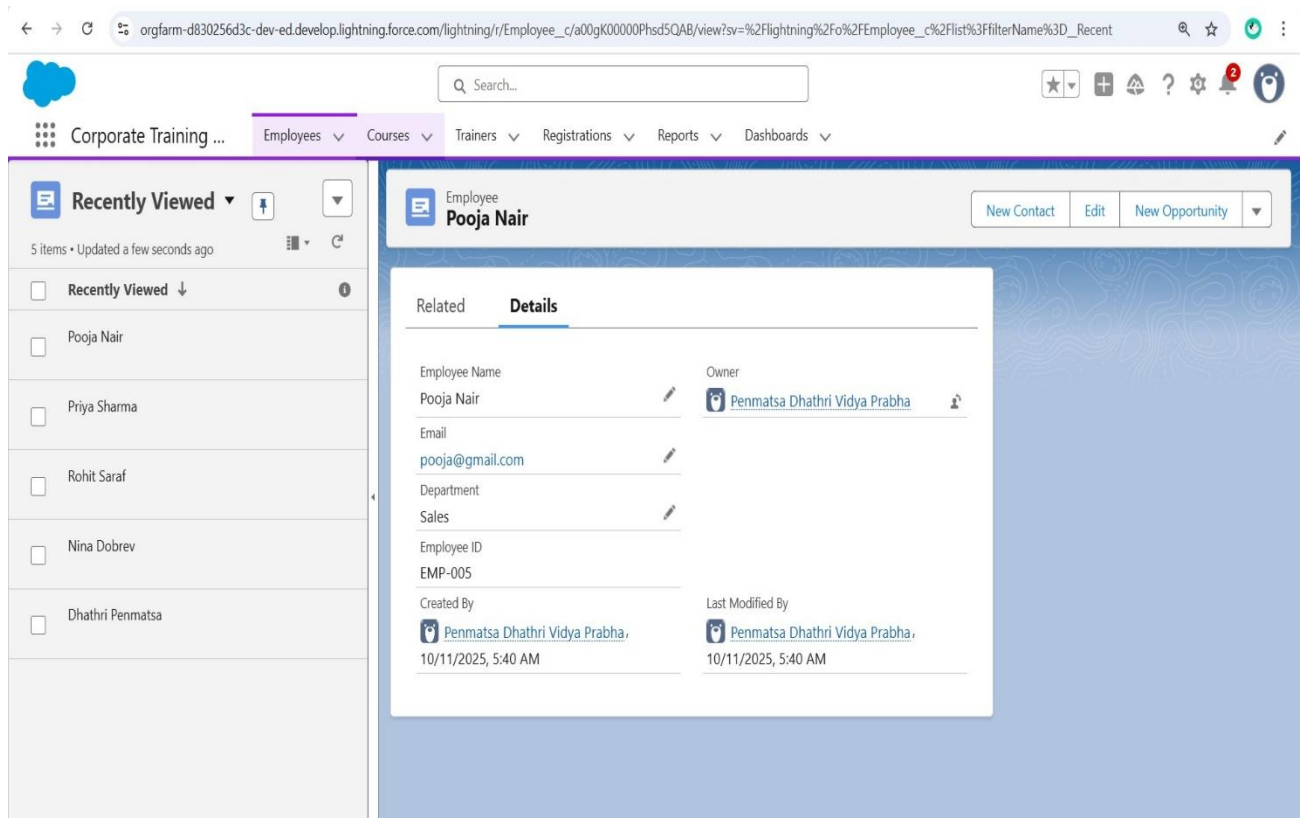 orgfarm-d830256d3c-dev-ed.develop.lightning.force.com/lightning/r/Employee__c/a00gK00000Phsd5QAB/view?sv=%2Flightning%2Fo%2FEmployee__c%2Flist%3FfilterName%3D__Recent
Search...
2
Corporate Training ... Employees Courses Trainers Registrations Reports Dashboards
Recently Viewed
5 items • Updated a few seconds ago
Recently Viewed
Pooja Nair
Priya Sharma
Rohit Saraf
Nina Dobrev
Dhathri Penmatsa
Employee
Pooja Nair
New Contact Edit New Opportunity
Related Details
Employee Name
Pooja Nair
Owner
Penmatsa Dhathri Vidya Prabha
Email
pooja@gmail.com
Department
Sales
Employee ID
EMP-005
Created By
Penmatsa Dhathri Vidya Prabha,
10/11/2025, 5:40 AM
Last Modified By
Penmatsa Dhathri Vidya Prabha,
10/11/2025, 5:40 AM